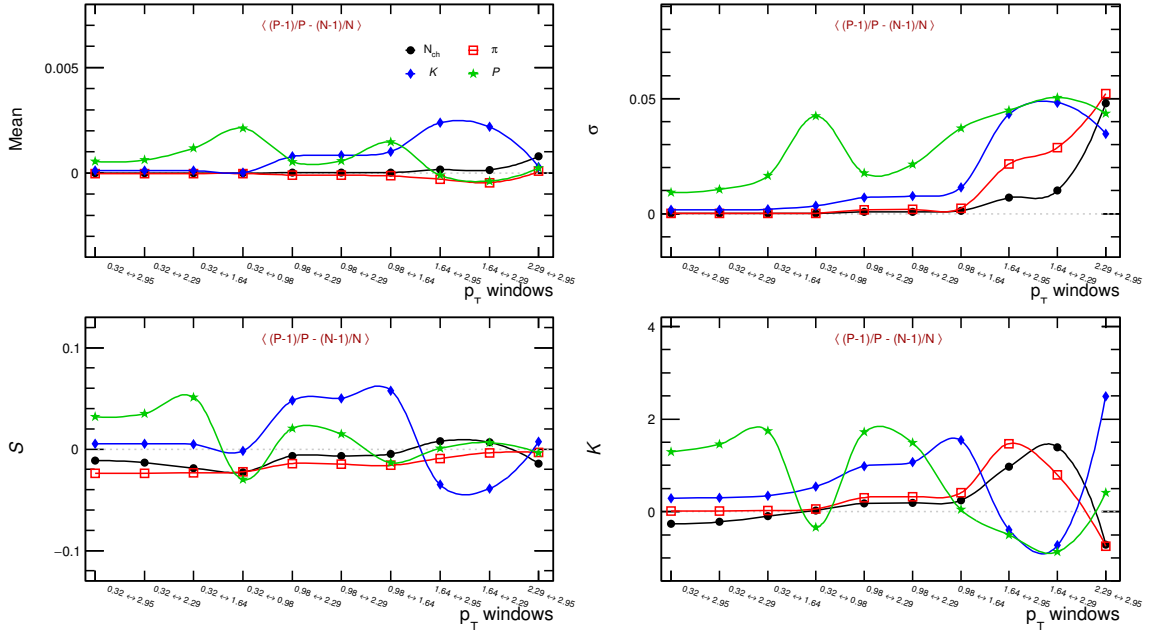 ⟨ (P-1)/P - (N-1)/N ⟩
N_ch
π
K
P
0.005
0
Mean
0.32 ↔ 2.95
0.32 ↔ 2.29
0.32 ↔ 1.64
0.32 ↔ 0.98
0.98 ↔ 2.95
0.98 ↔ 2.29
0.98 ↔ 1.64
1.64 ↔ 2.95
1.64 ↔ 2.29
2.29 ↔ 2.95
p_T windows
⟨ (P-1)/P - (N-1)/N ⟩
0.05
0
σ
0.32 ↔ 2.95
0.32 ↔ 2.29
0.32 ↔ 1.64
0.32 ↔ 0.98
0.98 ↔ 2.95
0.98 ↔ 2.29
0.98 ↔ 1.64
1.64 ↔ 2.95
1.64 ↔ 2.29
2.29 ↔ 2.95
p_T windows
⟨ (P-1)/P - (N-1)/N ⟩
0.1
0
−0.1
S
0.32 ↔ 2.95
0.32 ↔ 2.29
0.32 ↔ 1.64
0.32 ↔ 0.98
0.98 ↔ 2.95
0.98 ↔ 2.29
0.98 ↔ 1.64
1.64 ↔ 2.95
1.64 ↔ 2.29
2.29 ↔ 2.95
p_T windows
⟨ (P-1)/P - (N-1)/N ⟩
4
2
0
K
0.32 ↔ 2.95
0.32 ↔ 2.29
0.32 ↔ 1.64
0.32 ↔ 0.98
0.98 ↔ 2.95
0.98 ↔ 2.29
0.98 ↔ 1.64
1.64 ↔ 2.95
1.64 ↔ 2.29
2.29 ↔ 2.95
p_T windows